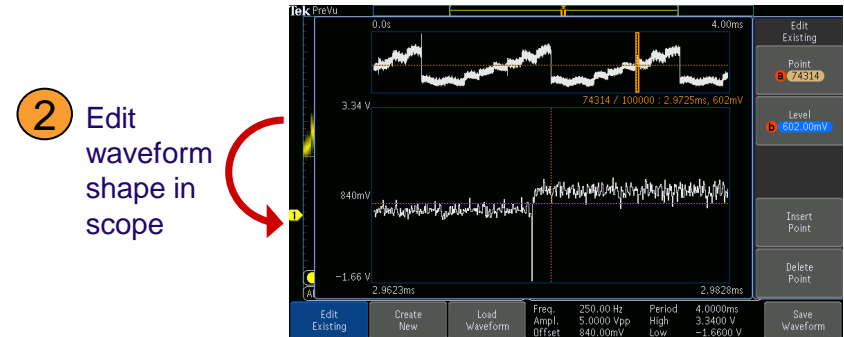 2
Edit
waveform
shape in
scope
Tek PreVu
0.0s
4.00ms
74314 / 100000 : 2.9725ms, 602mV
3.34 V
840mV
1
-1.66 V
2.9623ms
2.9828ms
Edit
Existing
Point
a 74314
Level
b 602.00mV
Insert
Point
Delete
Point
Edit
Existing
Create
New
Load
Waveform
Freq. 250.00 Hz Period 4.0000ms
Ampl. 5.0000 Vpp High 3.3400 V
Offset 840.00mV Low -1.6600 V
Save
Waveform